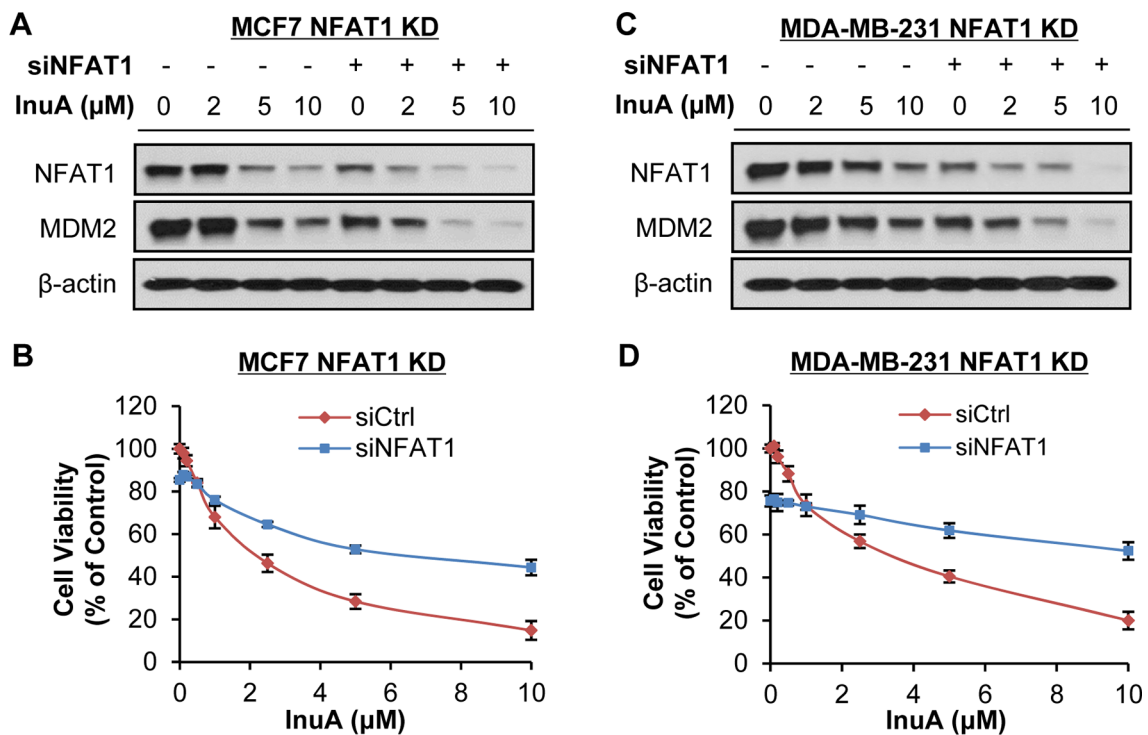 A
MCF7 NFAT1 KD
siNFAT1 - - - - + + + +
InuA (µM) 0 2 5 10 0 2 5 10
NFAT1
MDM2
β-actin
C
MDA-MB-231 NFAT1 KD
siNFAT1 - - - - + + + +
InuA (µM) 0 2 5 10 0 2 5 10
NFAT1
MDM2
β-actin
B
MCF7 NFAT1 KD
siCtrl
siNFAT1
Cell Viability
(% of Control)
120
100
80
60
40
20
0
0 2 4 6 8 10
InuA (µM)
D
MDA-MB-231 NFAT1 KD
siCtrl
siNFAT1
Cell Viability
(% of Control)
120
100
80
60
40
20
0
0 2 4 6 8 10
InuA (µM)